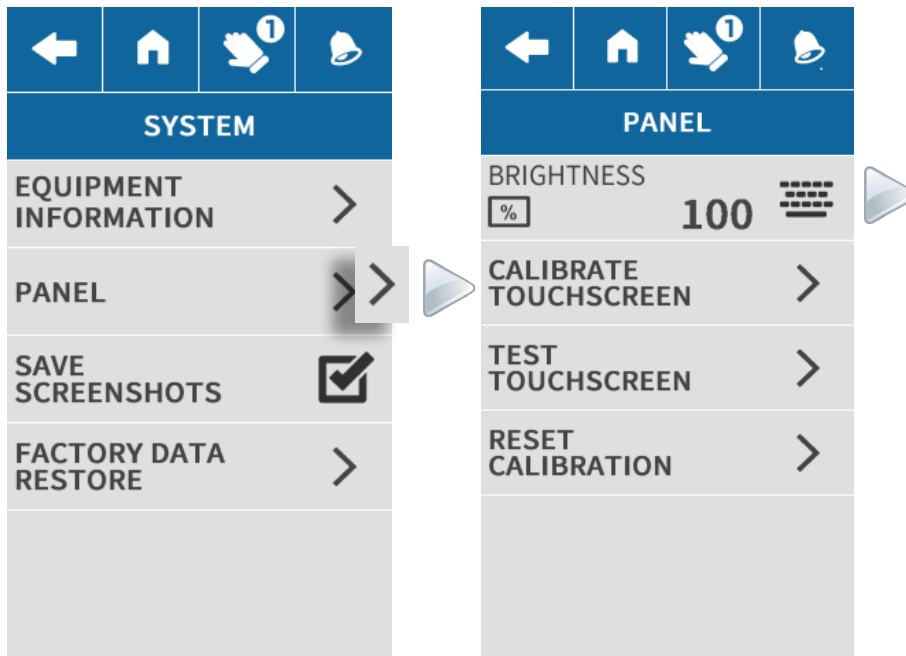 1
SYSTEM
EQUIPMENT
INFORMATION
PANEL
SAVE
SCREENSHOTS
FACTORY DATA
RESTORE
1
PANEL
BRIGHTNESS
% 100
CALIBRATE
TOUCHSCREEN
TEST
TOUCHSCREEN
RESET
CALIBRATION